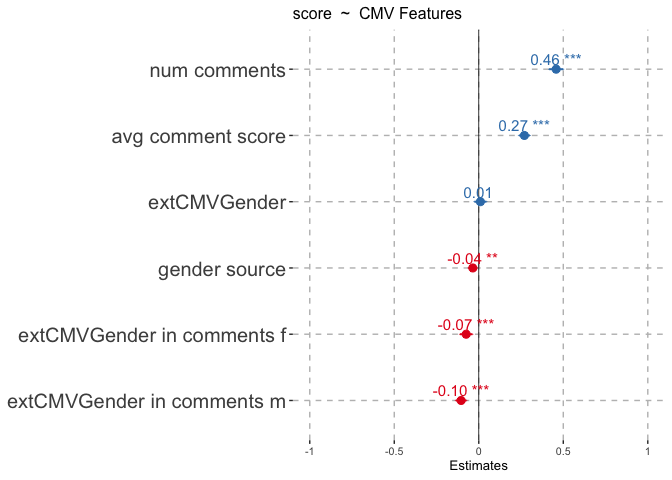 score ~ CMV Features
num comments
0.46 ***
avg comment score
0.27 ***
extCMVGender
0.01
gender source
-0.04 **
extCMVGender in comments f
-0.07 ***
extCMVGender in comments m
-0.10 ***
-1 -0.5 0 0.5 1
Estimates